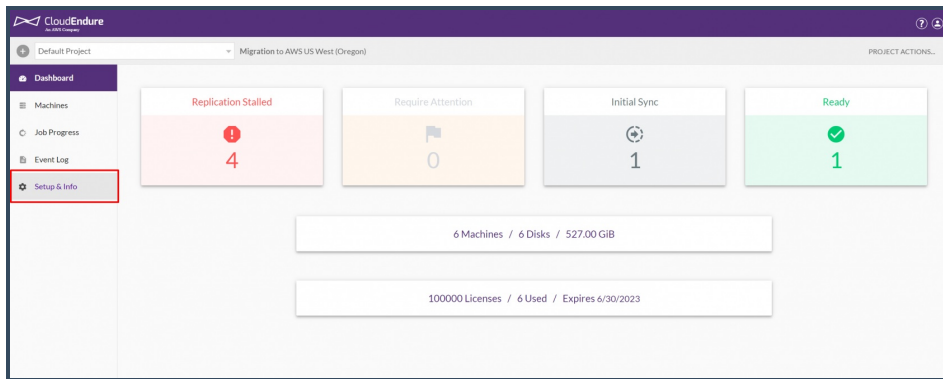 CloudEndure
An AWS Company
Default Project
Migration to AWS US West (Oregon)
PROJECT ACTIONS...
Dashboard
Machines
Job Progress
Event Log
Setup & Info
Replication Stalled
4
Require Attention
0
Initial Sync
1
Ready
1
6 Machines / 6 Disks / 527.00 GiB
100000 Licenses / 6 Used / Expires 6/30/2023